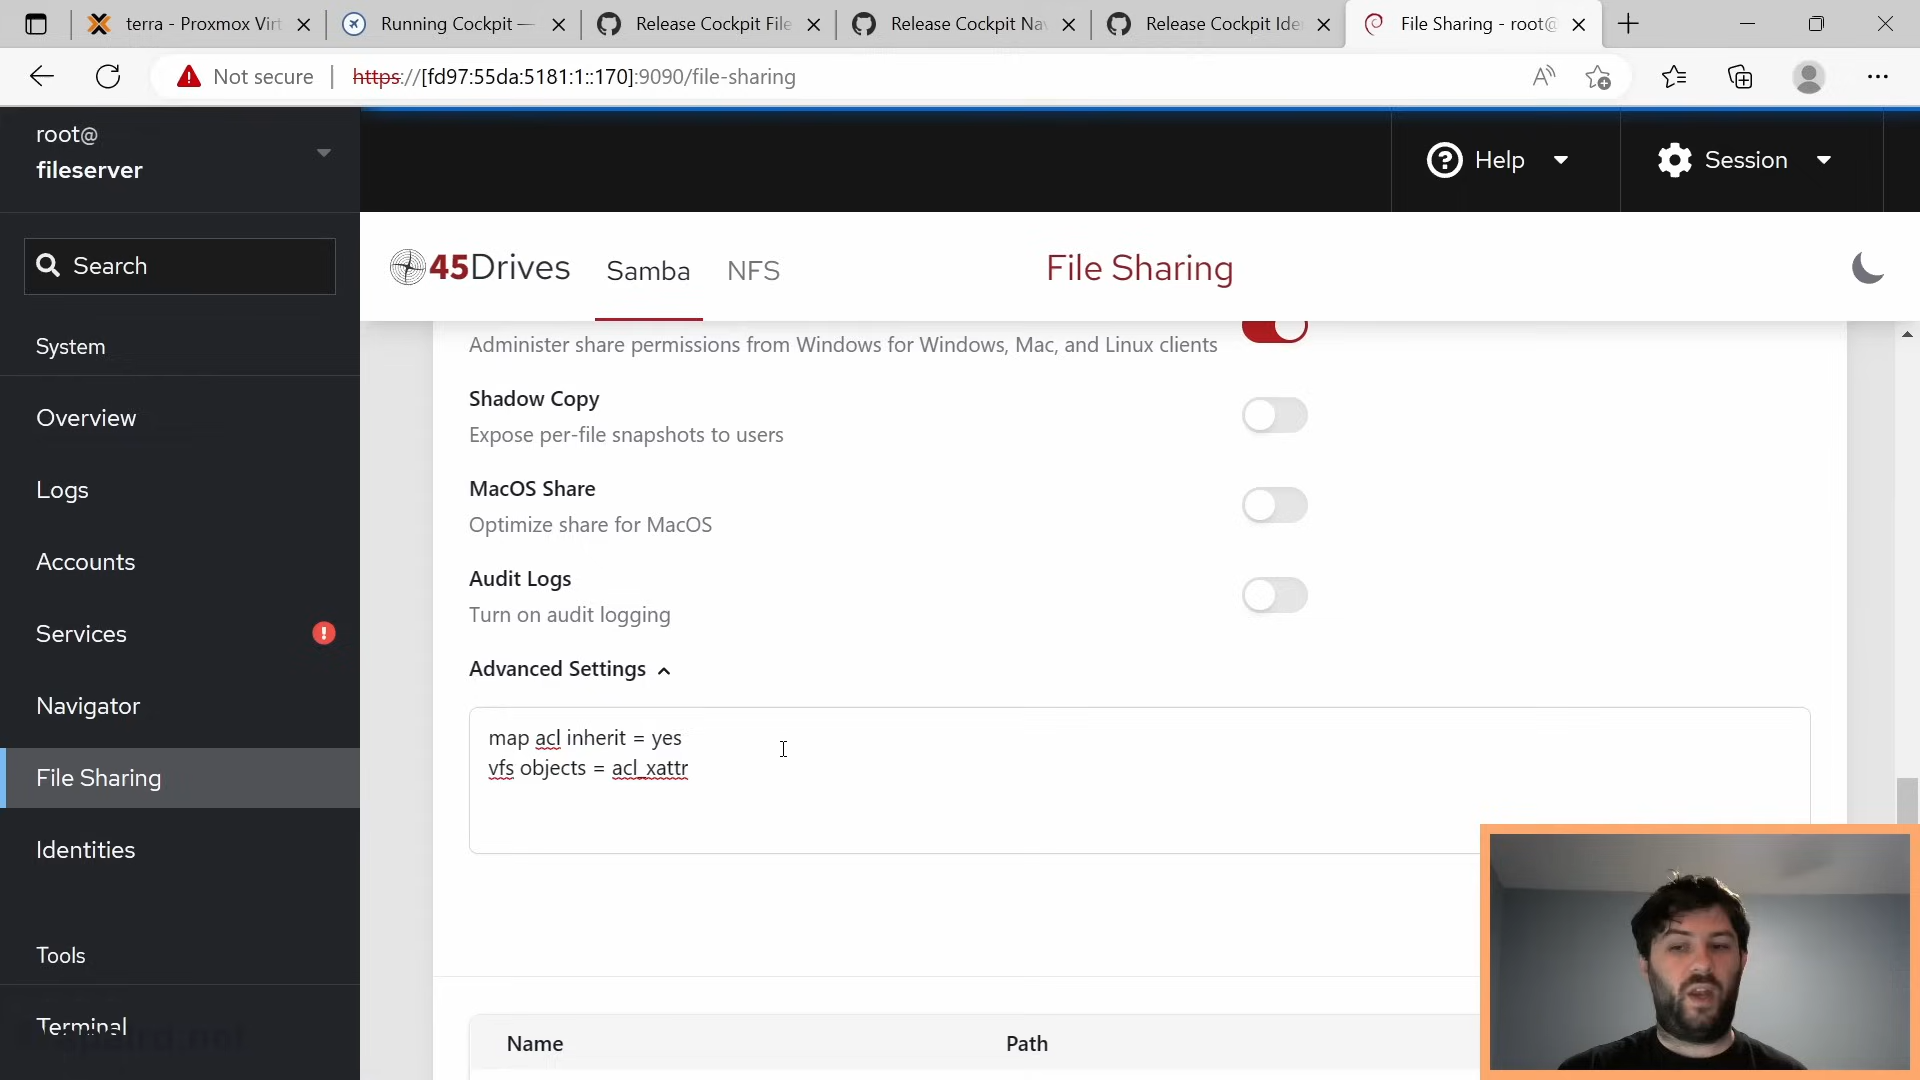 terra - Proxmox Virt
Running Cockpit —
Release Cockpit File
Release Cockpit Na
Release Cockpit Ide
File Sharing - root@
Not secure
https://[fd97:55da:5181:1::170]:9090/file-sharing
root@
fileserver
Help
Session
Search
45Drives
Samba
NFS
File Sharing
System
Overview
Logs
Accounts
Services
Navigator
File Sharing
Identities
Tools
Terminal
Administer share permissions from Windows for Windows, Mac, and Linux clients
Shadow Copy
Expose per-file snapshots to users
MacOS Share
Optimize share for MacOS
Audit Logs
Turn on audit logging
Advanced Settings
map acl inherit = yes
vfs objects = acl_xattr
Name
Path